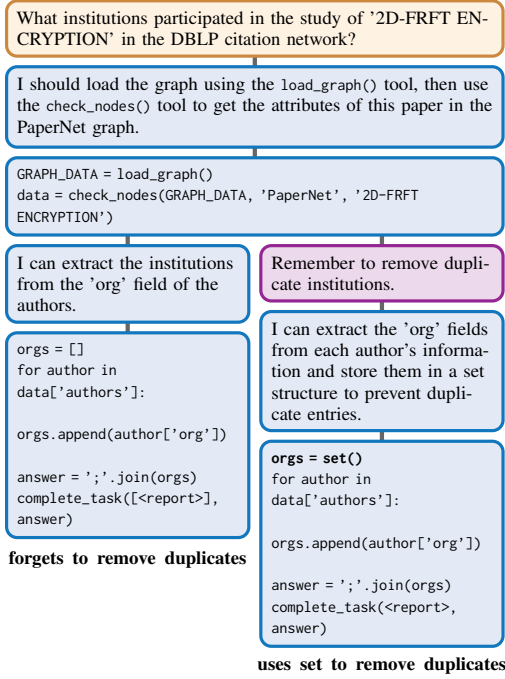 What institutions participated in the study of '2D-FRFT EN-
CRYPTION' in the DBLP citation network?
I should load the graph using the load_graph() tool, then use
the check_nodes() tool to get the attributes of this paper in the
PaperNet graph.
GRAPH_DATA = load_graph()
data = check_nodes(GRAPH_DATA, 'PaperNet', '2D-FRFT
ENCRYPTION')
I can extract the institutions
from the 'org' field of the
authors.
orgs = []
for author in
data['authors']:
orgs.append(author['org'])
answer = ';'.join(orgs)
complete_task([<report>],
answer)
forgets to remove duplicates
Remember to remove dupli-
cate institutions.
I can extract the 'org' fields
from each author's informa-
tion and store them in a set
structure to prevent dupli-
cate entries.
orgs = set()
for author in
data['authors']:
orgs.append(author['org'])
answer = ';'.join(orgs)
complete_task(<report>,
answer)
uses set to remove duplicates